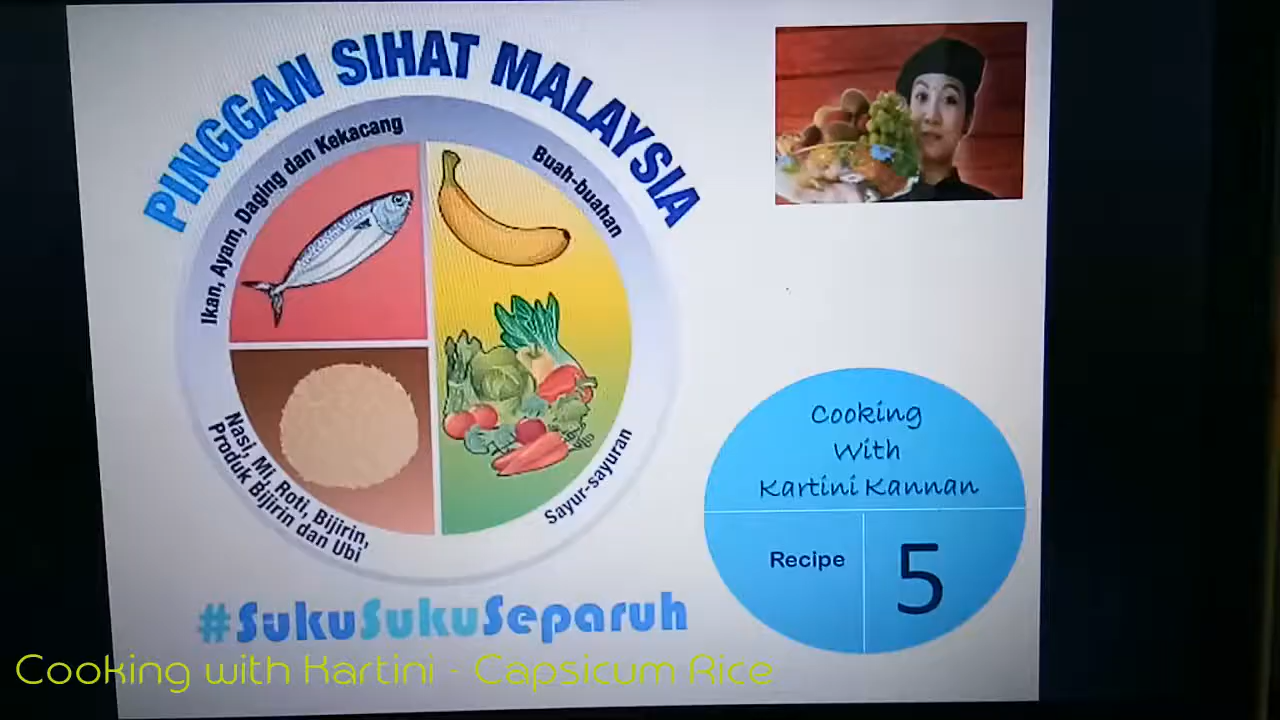 PINGGAN SIHAT MALAYSIA
Ikan, Ayam, Daging dan Kekacang
Buah-buahan
Nasi, Mi, Roti, Bijirin,
Produk Bijirin dan Ubi
Sayur-sayuran
#SukuSukuSeparuh
Cooking
With
Kartini Kannan
Recipe
5
Cooking with Kartini - Capsicum Rice